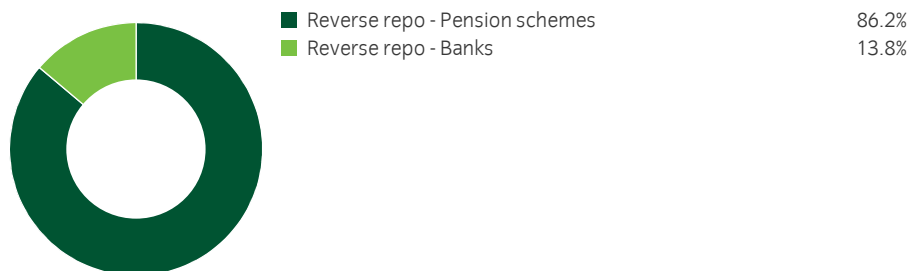 Reverse repo - Pension schemes 86.2%
Reverse repo - Banks 13.8%